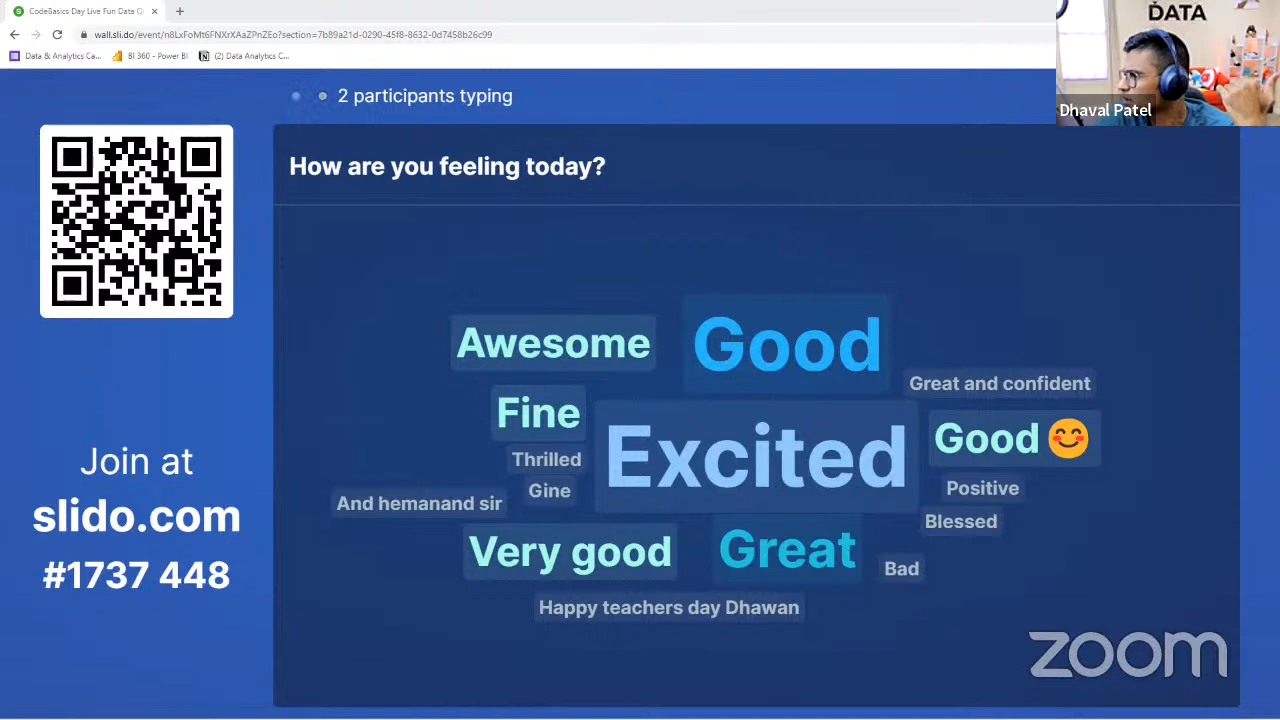 CodeBasics Day Live Fun Data Q
wall.sli.do/event/n8LxFoMt6FNXrXAaZPnZEo?section=7b89a21d-0290-45f8-8632-0d7458b26c99
Data & Analytics Ca...
BI 360 - Power BI
(2) Data Analytics C...
DATA
Dhaval Patel
2 participants typing
How are you feeling today?
Awesome
Good
Great and confident
Fine
Excited
Good 😊
Thrilled
Gine
Positive
And hemanand sir
Blessed
Very good
Great
Bad
Happy teachers day Dhawan
Join at
slido.com
#1737 448
zoom